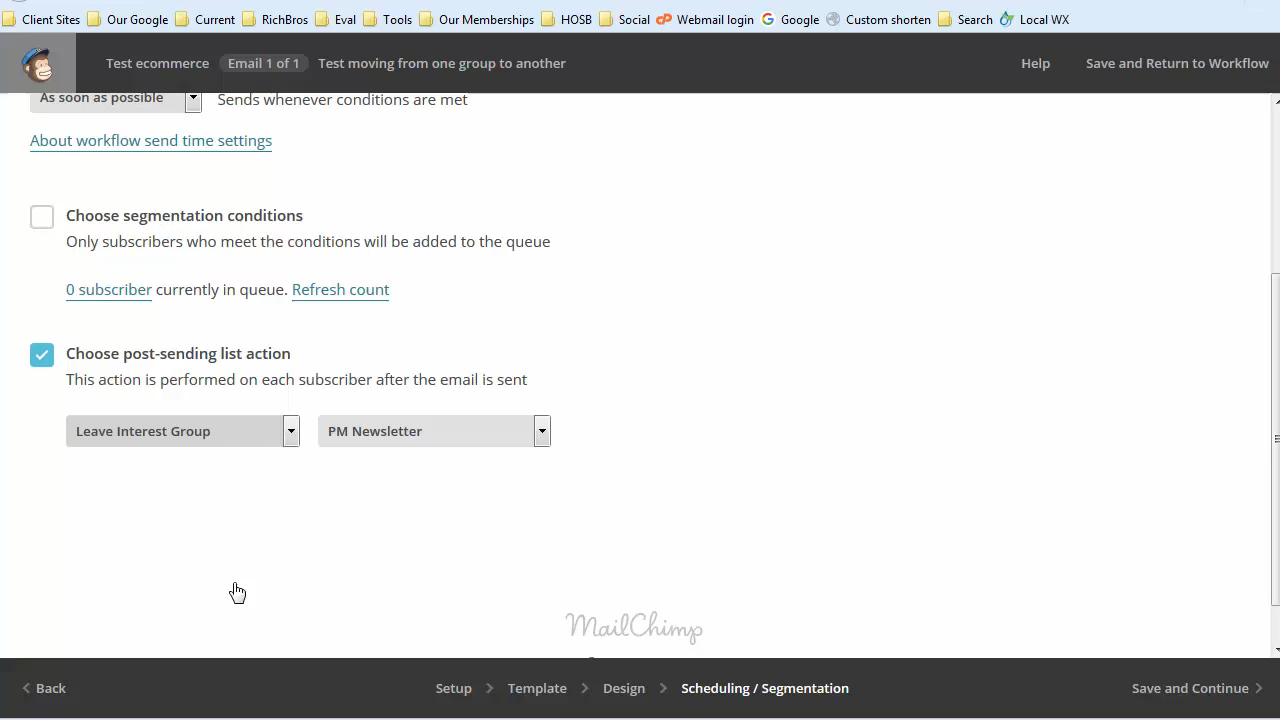 Client Sites Our Google Current RichBros Eval Tools Our Memberships HOSB Social Webmail login Google Custom shorten Search Local WX
Test ecommerce Email 1 of 1 Test moving from one group to another Help Save and Return to Workflow
As soon as possible Sends whenever conditions are met
About workflow send time settings
Choose segmentation conditions
Only subscribers who meet the conditions will be added to the queue
0 subscriber currently in queue. Refresh count
Choose post-sending list action
This action is performed on each subscriber after the email is sent
Leave Interest Group PM Newsletter
MailChimp
Back Setup Template Design Scheduling / Segmentation Save and Continue